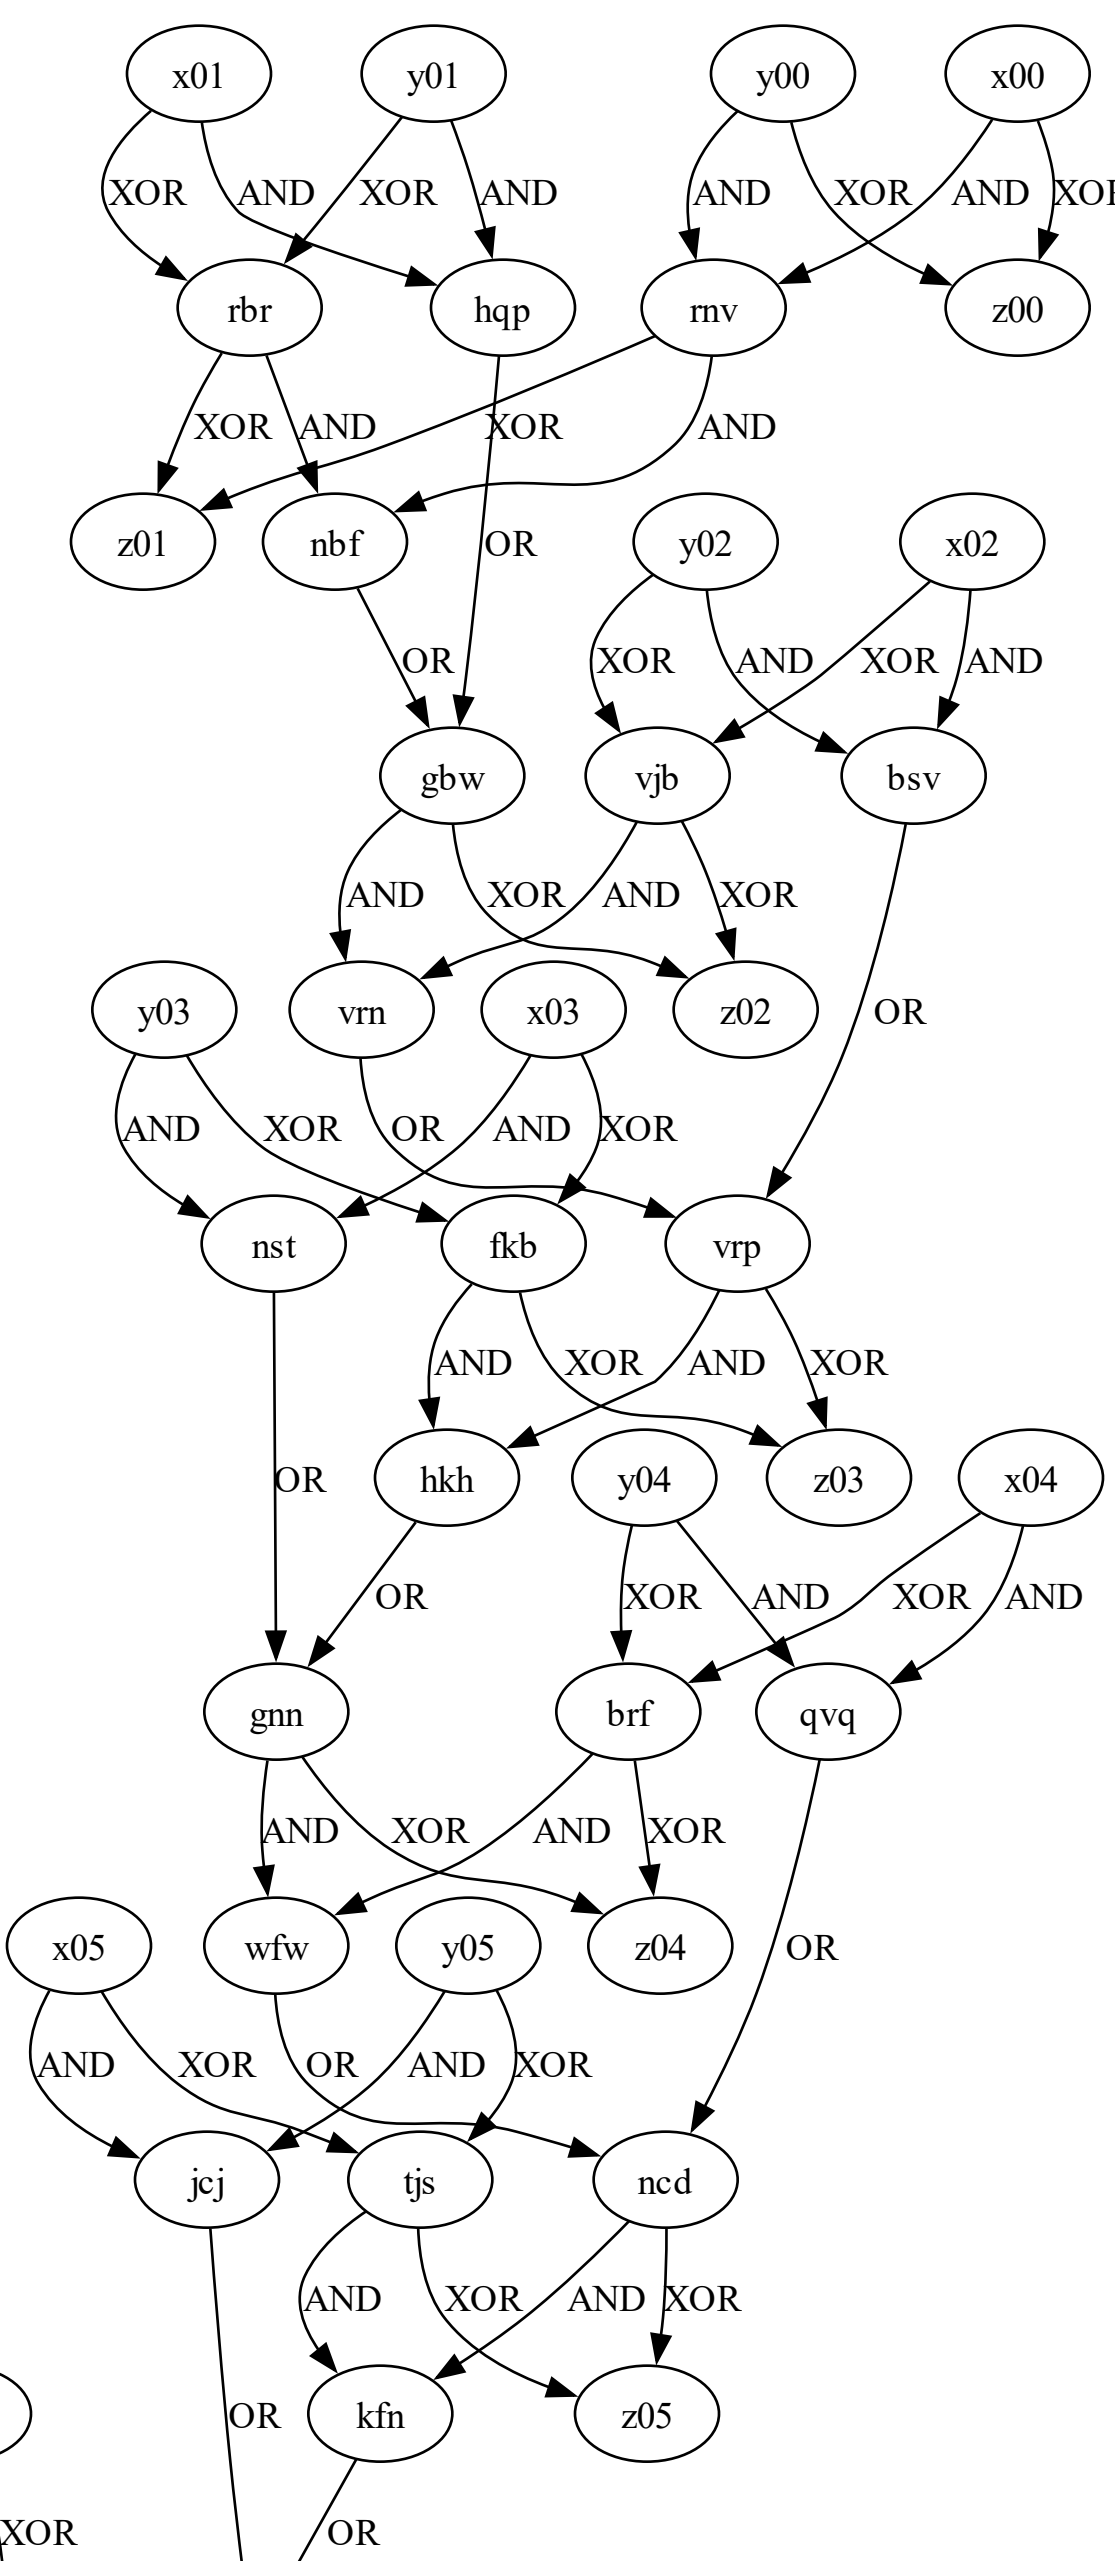 x01 y01 y00 x00
XOR AND XOR AND AND XOR AND XOR
rbr hqp rnv z00
XOR AND XOR AND
z01 nbf OR y02 x02
OR XOR AND XOR AND
gbw vjb bsv
AND XOR AND XOR
y03 vrn x03 z02 OR
AND XOR OR AND XOR
nst fkb vrp
AND XOR AND XOR
OR hkh y04 z03 x04
OR XOR AND XOR AND
gnn brf qvq
AND XOR AND XOR
x05 wfw y05 z04 OR
AND XOR OR AND XOR
jcj tjs ncd
AND XOR AND XOR
OR kfn z05
XOR OR